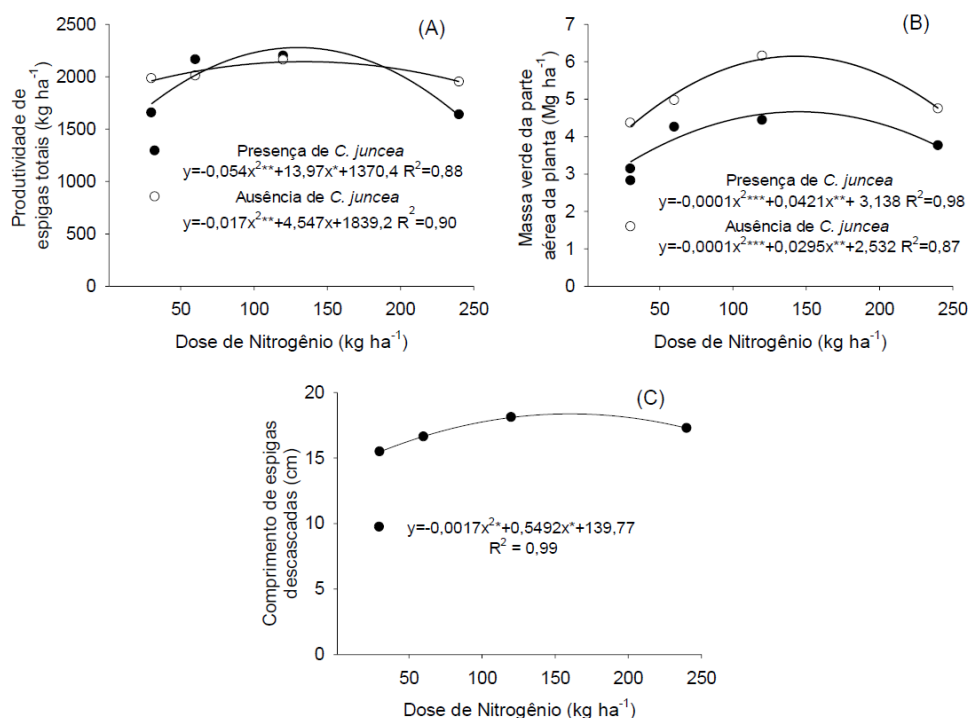 (A)
Produtividade de
espigas totais (kg ha⁻¹)
2500
2000
1500
1000
500
0
Presença de C. juncea
y=-0,054x²**+13,97x*+1370,4 R²=0,88
Ausência de C. juncea
y=-0,017x²**+4,547x+1839,2 R²=0,90
50 100 150 200 250
Dose de Nitrogênio (kg ha⁻¹)
(B)
Massa verde da parte
aérea da planta (Mg ha⁻¹)
7
6
5
4
3
2
1
0
Presença de C. juncea
y=-0,0001x²***+0,0421x**+ 3,138 R²=0,98
Ausência de C. juncea
y=-0,0001x²***+0,0295x**+2,532 R²=0,87
50 100 150 200 250
Dose de Nitrogênio (kg ha⁻¹)
(C)
Comprimento de espigas
descascadas (cm)
20
15
10
5
0
y=-0,0017x²*+0,5492x*+139,77
R² = 0,99
50 100 150 200 250
Dose de Nitrogênio (kg ha⁻¹)